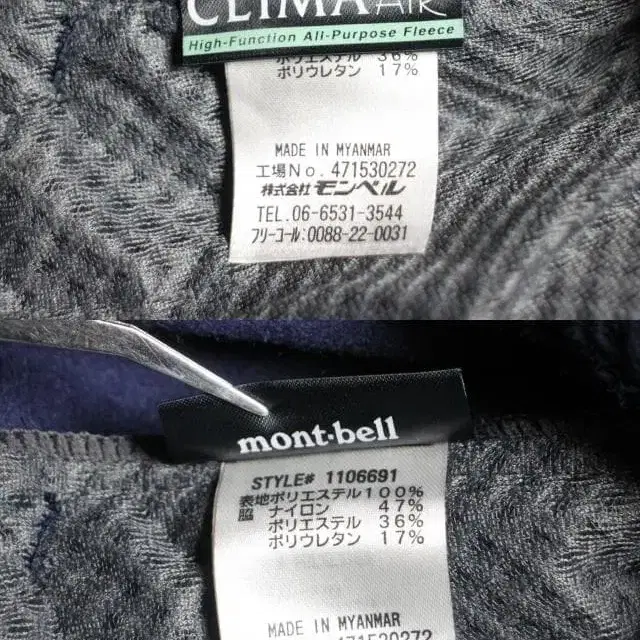 CLIMA AIR
High-Function All-Purpose Fleece
ポリエステル 36%
ポリウレタン 17%
MADE IN MYANMAR
工場No. 471530272
株式会社 モンベル
TEL.06-6531-3544
フリーコール:0088-22-0031
mont·bell
STYLE# 1106691
表地ポリエステル100%
脇 ナイロン 47%
ポリエステル 36%
ポリウレタン 17%
MADE IN MYANMAR
471530272